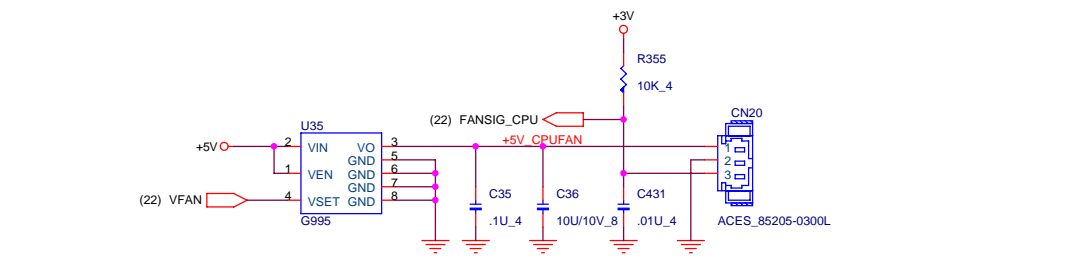 +3V
R355
10K_4
CN20
(22) FANSIG_CPU
U35
+5V_CPUFAN
+5V 2 VIN VO 3 1
GND 5 2
1 VEN GND 6 3
GND 7
(22) VFAN 4 VSET GND 8
G995
C35
.1U_4
C36
10U/10V_8
C431
.01U_4
ACES_85205-0300L